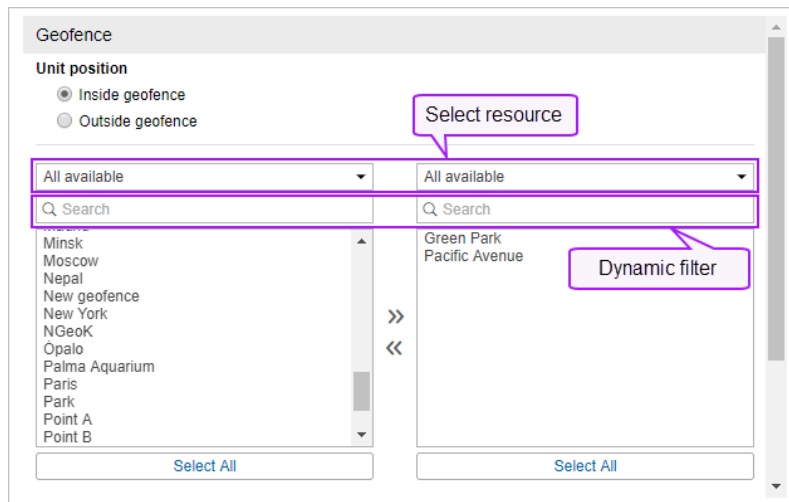 Geofence
Unit position
Inside geofence
Outside geofence
Select resource
All available
All available
Search
Search
Minsk
Moscow
Nepal
New geofence
New York
NGeoK
Ópalo
Palma Aquarium
Paris
Park
Point A
Point B
Green Park
Pacific Avenue
Dynamic filter
Select All
Select All